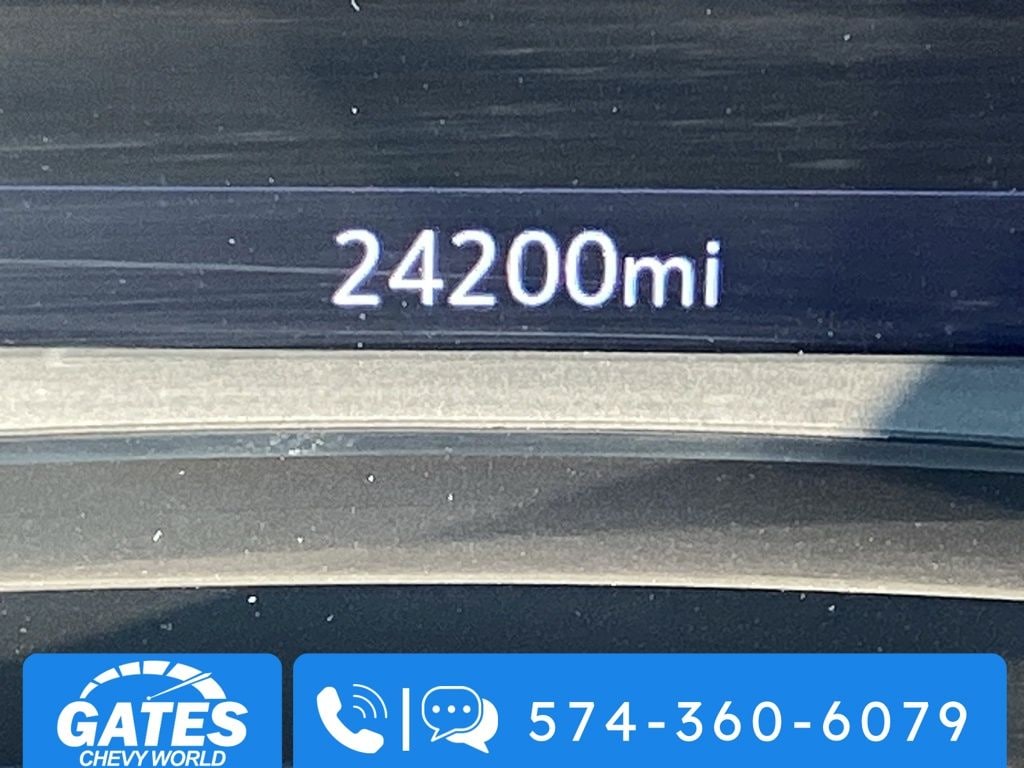 24200mi
GATES
CHEVY WORLD
574-360-6079